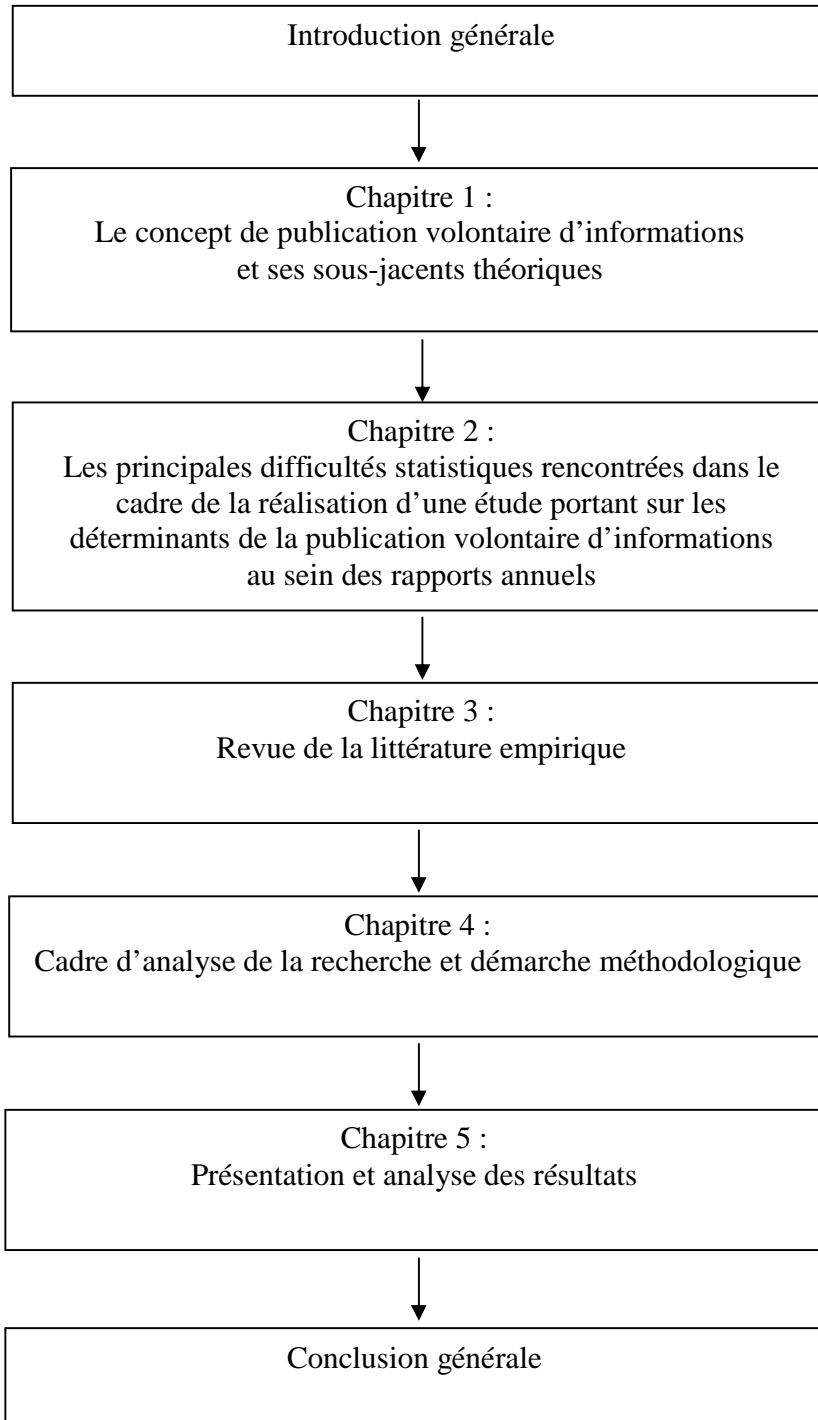 Introduction générale
Chapitre 1 :
Le concept de publication volontaire d’informations
et ses sous-jacents théoriques
Chapitre 2 :
Les principales difficultés statistiques rencontrées dans le
cadre de la réalisation d’une étude portant sur les
déterminants de la publication volontaire d’informations
au sein des rapports annuels
Chapitre 3 :
Revue de la littérature empirique
Chapitre 4 :
Cadre d’analyse de la recherche et démarche méthodologique
Chapitre 5 :
Présentation et analyse des résultats
Conclusion générale